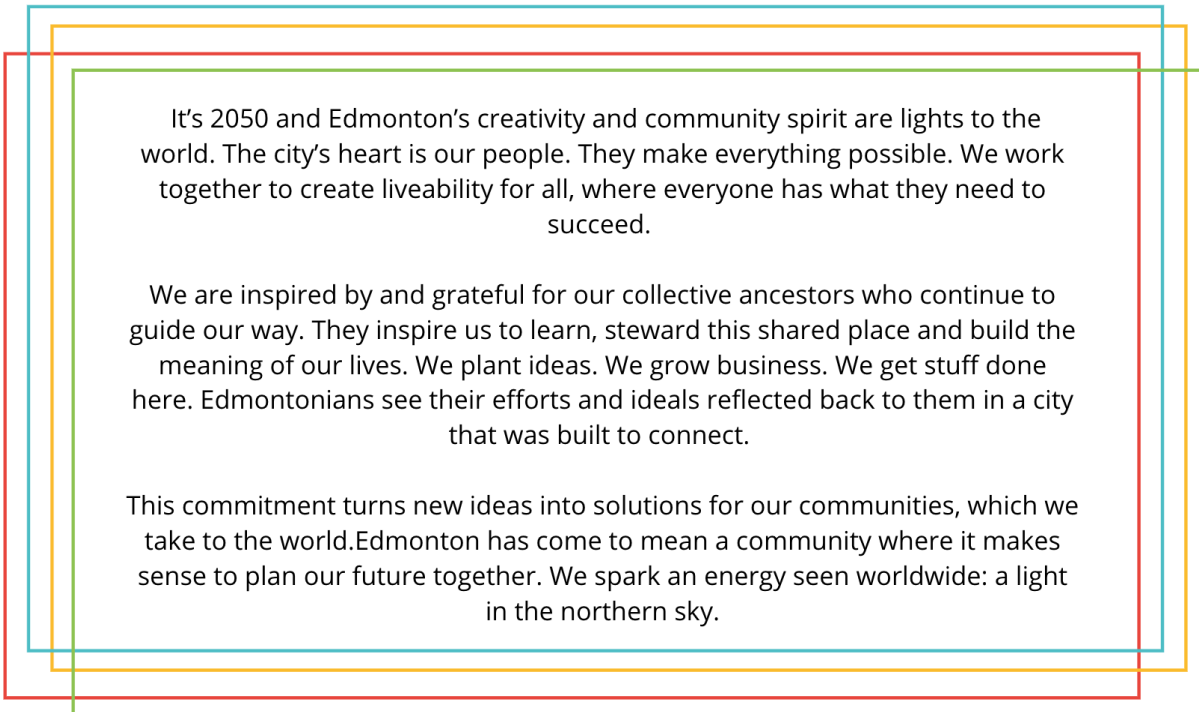 It’s 2050 and Edmonton’s creativity and community spirit are lights to the
world. The city’s heart is our people. They make everything possible. We work
together to create liveability for all, where everyone has what they need to
succeed.
We are inspired by and grateful for our collective ancestors who continue to
guide our way. They inspire us to learn, steward this shared place and build the
meaning of our lives. We plant ideas. We grow business. We get stuff done
here. Edmontonians see their efforts and ideals reflected back to them in a city
that was built to connect.
This commitment turns new ideas into solutions for our communities, which we
take to the world.Edmonton has come to mean a community where it makes
sense to plan our future together. We spark an energy seen worldwide: a light
in the northern sky.